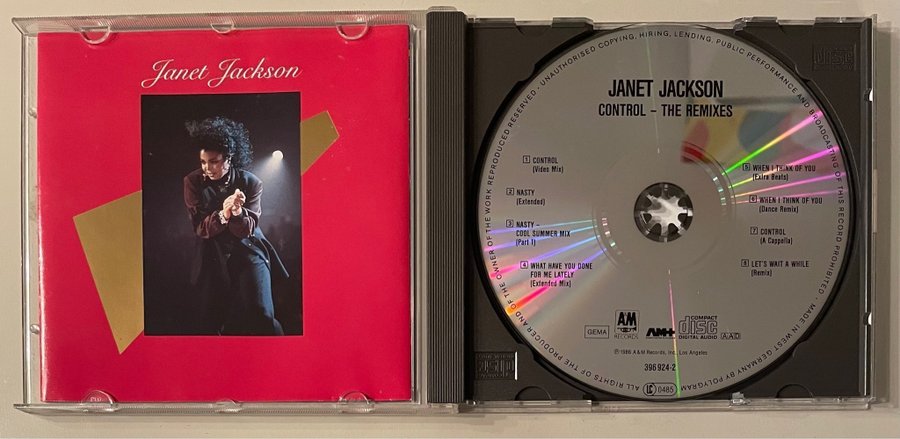 Janet Jackson
JANET JACKSON
CONTROL – THE REMIXES
1 CONTROL
(Video Mix)
2 NASTY
(Extended)
3 NASTY –
COOL SUMMER MIX
(Part 1)
4 WHAT HAVE YOU DONE
FOR ME LATELY
(Extended Mix)
5 WHEN I THINK OF YOU
(Extra Beats)
6 WHEN I THINK OF YOU
(Dance Remix)
7 CONTROL
(A Cappella)
8 LET'S WAIT A WHILE
(Remix)
GEMA
A&M
RECORDS
AM+
COMPACT
disc
DIGITAL AUDIO
AAD
℗ 1986 A&M Records, Inc., Los Angeles
396 924-2
LC 0485
ALL RIGHTS OF THE PRODUCER AND OF THE OWNER OF THE WORK REPRODUCED RESERVED · UNAUTHORISED COPYING, HIRING, LENDING, PUBLIC PERFORMANCE AND BROADCASTING OF THIS RECORD PROHIBITED · MADE IN WEST GERMANY BY POLYGRAM
disc